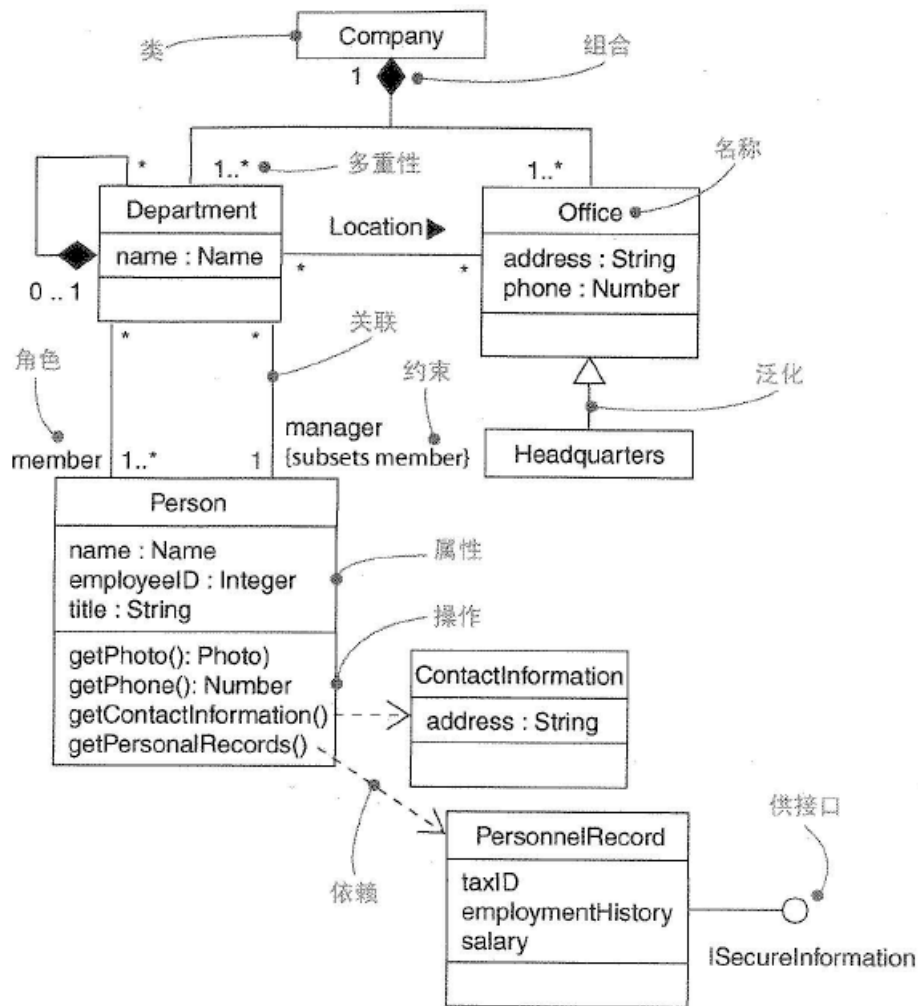 类
Company
组合
1
*
1..*
多重性
1..*
名称
Department
name : Name
Location ▶
Office
address : String
phone : Number
*
*
0 .. 1
*
*
关联
角色
约束
泛化
member
1..*
1
manager
{subsets member}
Headquarters
Person
name : Name
employeeID : Integer
title : String
属性
操作
getPhoto(): Photo)
getPhone(): Number
getContactInformation()
getPersonalRecords()
ContactInformation
address : String
依赖
供接口
PersonnelRecord
taxID
employmentHistory
salary
ISecureInformation